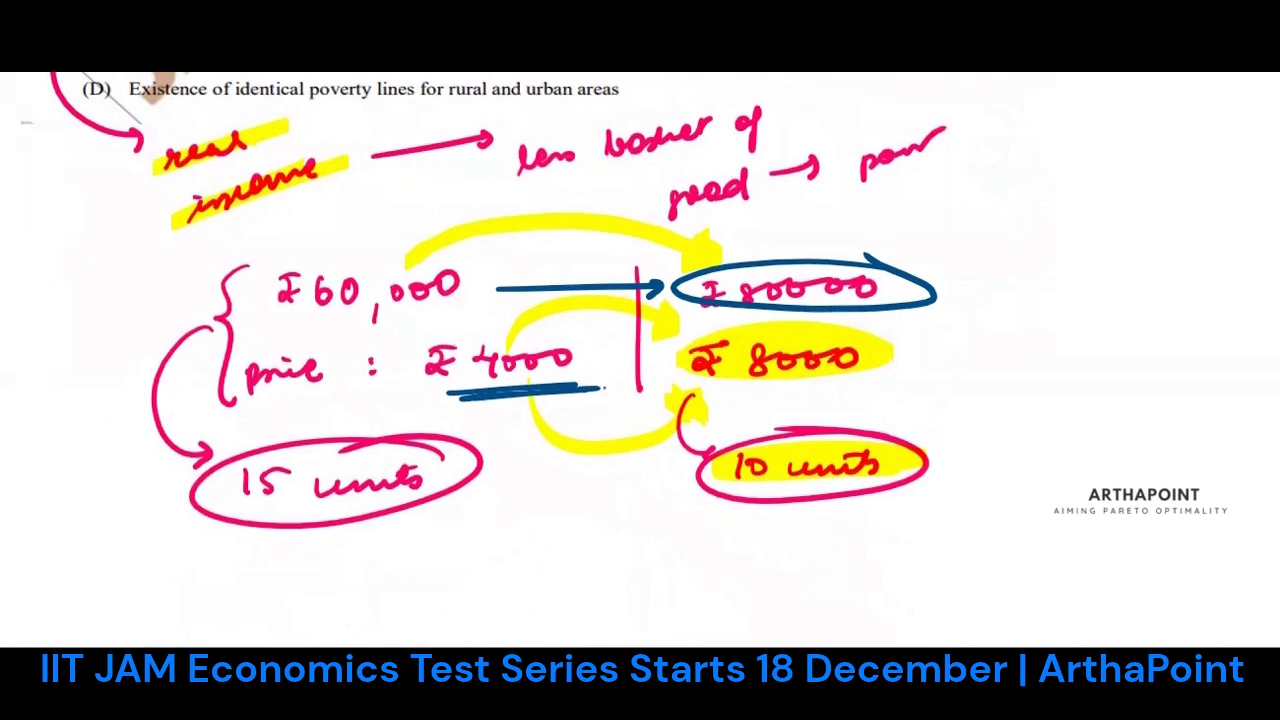 (D) Existence of identical poverty lines for rural and urban areas
real income → less basket of good → poor
₹60,000 → ₹ 80000
price : ₹ 4000 ₹ 8000
15 units 10 units
ARTHAPOINT
AIMING PARETO OPTIMALITY
IIT JAM Economics Test Series Starts 18 December | ArthaPoint